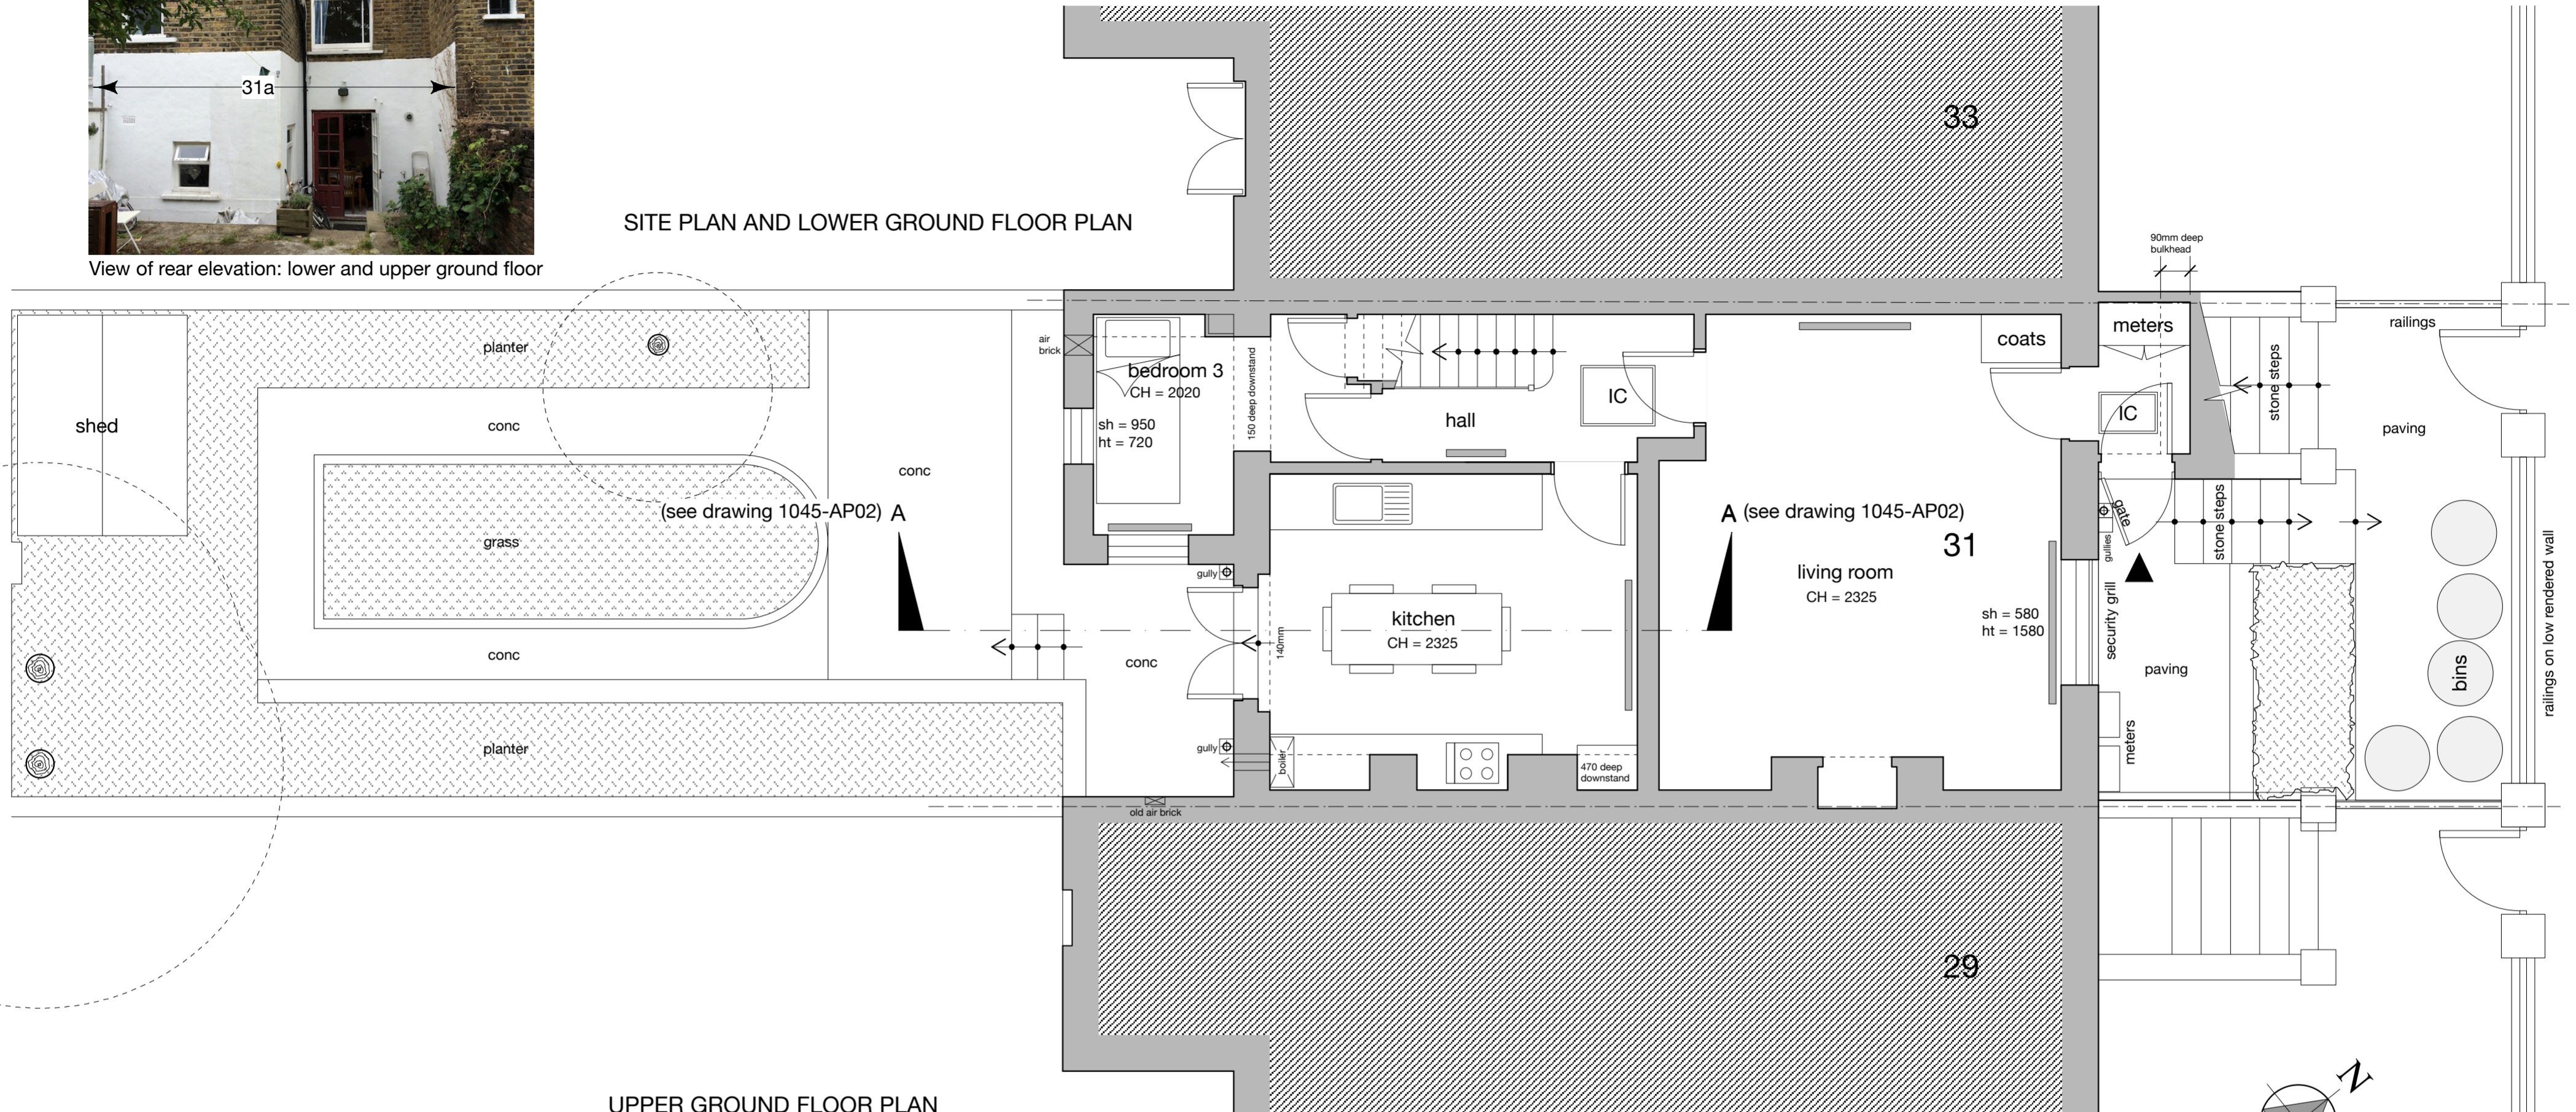 31a
View of rear elevation: lower and upper ground floor
SITE PLAN AND LOWER GROUND FLOOR PLAN
33
90mm deep
bulkhead
planter
shed
conc
grass
conc
planter
conc
(see drawing 1045-AP02) A
conc
air
brick
bedroom 3
CH = 2020
sh = 950
ht = 720
150 deep downstand
hall
IC
gully
gully
140mm
kitchen
CH = 2325
boiler
470 deep
downstand
old air brick
A (see drawing 1045-AP02)
31
living room
CH = 2325
sh = 580
ht = 1580
coats
meters
IC
stone steps
railings
paving
gate
gullies
stone steps
security grill
paving
meters
bins
railings on low rendered wall
29
N
UPPER GROUND FLOOR PLAN